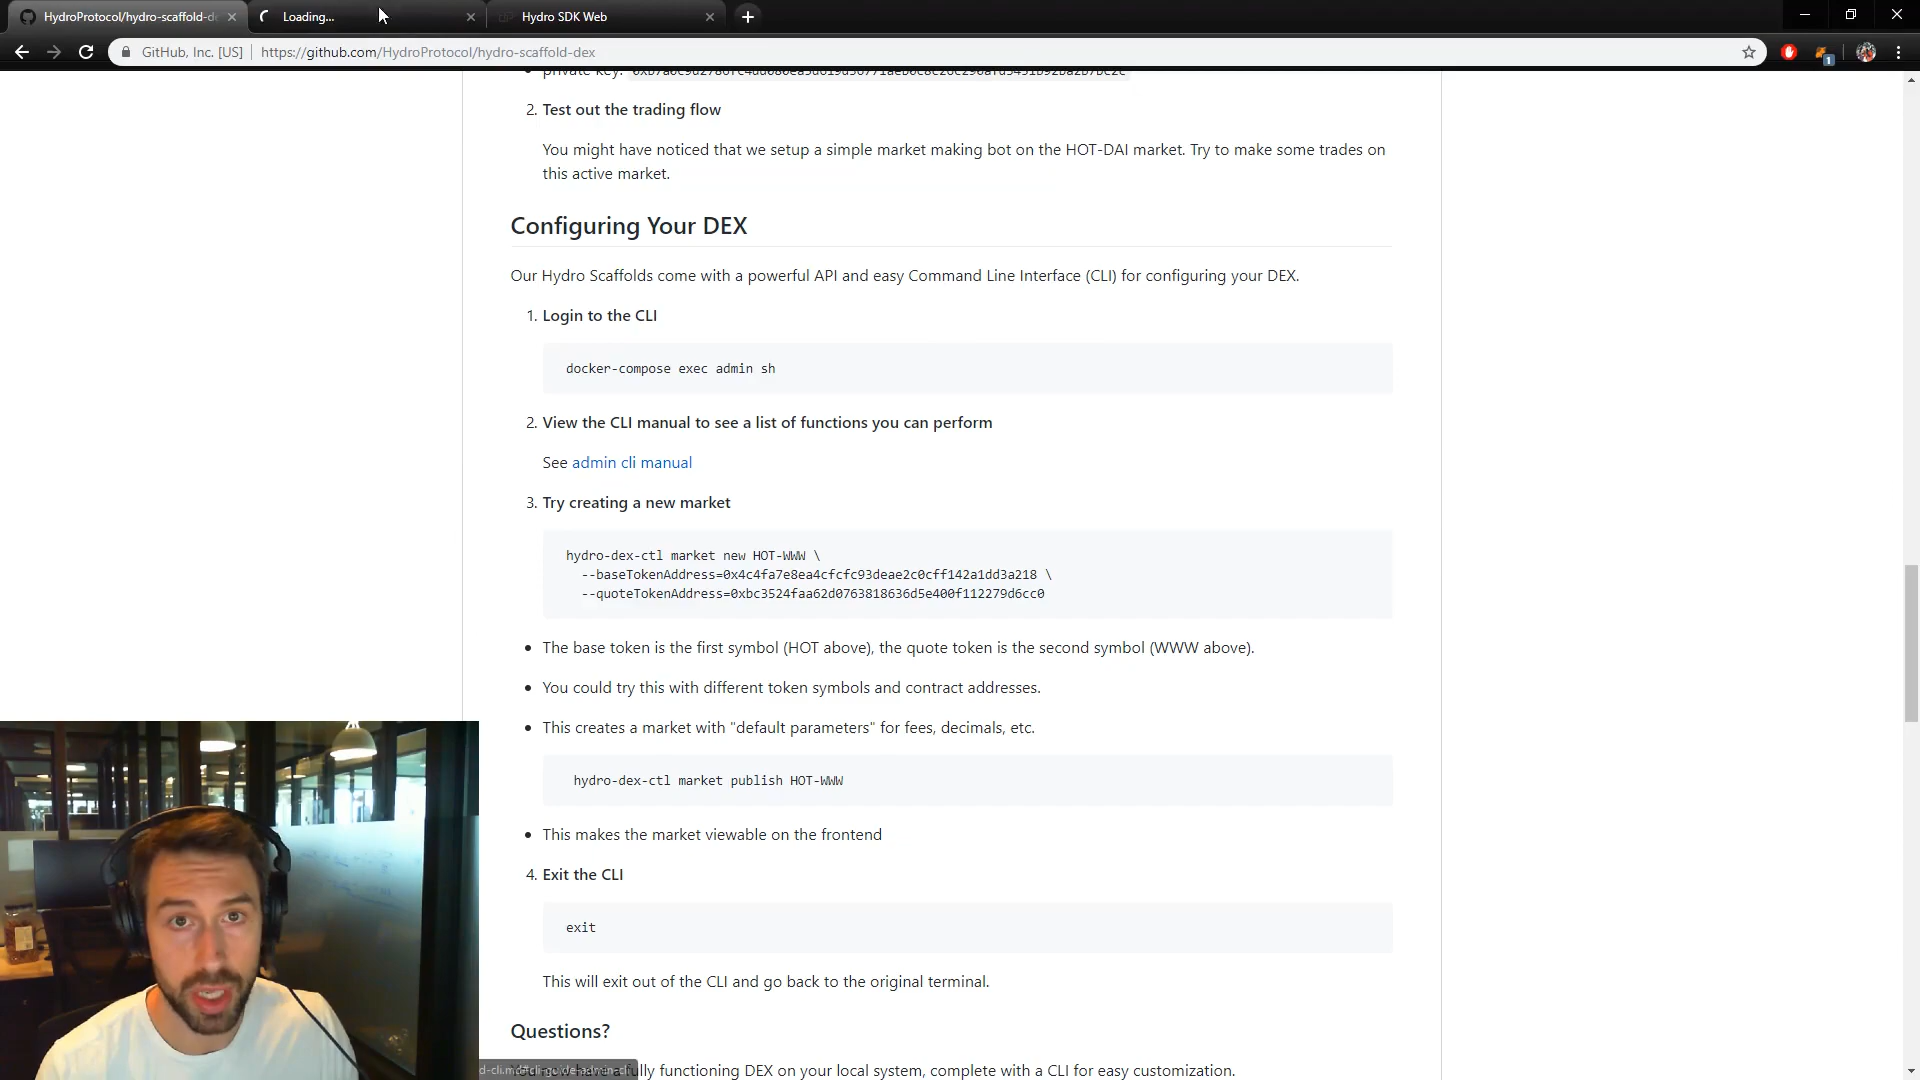 HydroProtocol/hydro-scaffold-de
Loading...
Hydro SDK Web
GitHub, Inc. [US]
https://github.com/HydroProtocol/hydro-scaffold-dex
1
private key:
2. Test out the trading flow
You might have noticed that we setup a simple market making bot on the HOT-DAI market. Try to make some trades on
this active market.
Configuring Your DEX
Our Hydro Scaffolds come with a powerful API and easy Command Line Interface (CLI) for configuring your DEX.
1. Login to the CLI
docker-compose exec admin sh
2. View the CLI manual to see a list of functions you can perform
See admin cli manual
3. Try creating a new market
hydro-dex-ctl market new HOT-WWW \
--baseTokenAddress=0x4c4fa7e8ea4cfcfc93deae2c0cff142a1dd3a218 \
--quoteTokenAddress=0xbc3524faa62d0763818636d5e400f112279d6cc0
• The base token is the first symbol (HOT above), the quote token is the second symbol (WWW above).
• You could try this with different token symbols and contract addresses.
• This creates a market with "default parameters" for fees, decimals, etc.
hydro-dex-ctl market publish HOT-WWW
• This makes the market viewable on the frontend
4. Exit the CLI
exit
This will exit out of the CLI and go back to the original terminal.
Questions?
functioning DEX on your local system, complete with a CLI for easy customization.